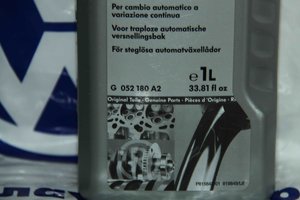 Per cambio automatico a
variazione continua
Voor traploze automatische
versnellingsbak
För steglösa automatväxellådor
e 1L
33.81 fl oz
G 052 180 A2
Original Teile - Genuine Parts - Pièces d'Origine - R